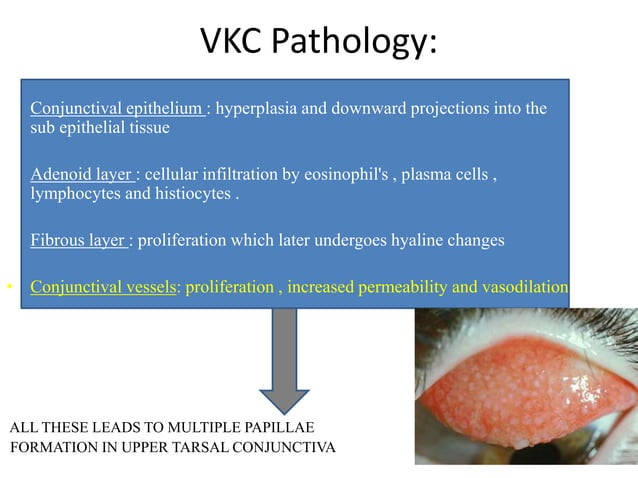 VKC Pathology:
Conjunctival epithelium : hyperplasia and downward projections into the
sub epithelial tissue
Adenoid layer : cellular infiltration by eosinophil's , plasma cells ,
lymphocytes and histiocytes .
Fibrous layer : proliferation which later undergoes hyaline changes
• Conjunctival vessels: proliferation , increased permeability and vasodilation
ALL THESE LEADS TO MULTIPLE PAPILLAE
FORMATION IN UPPER TARSAL CONJUNCTIVA